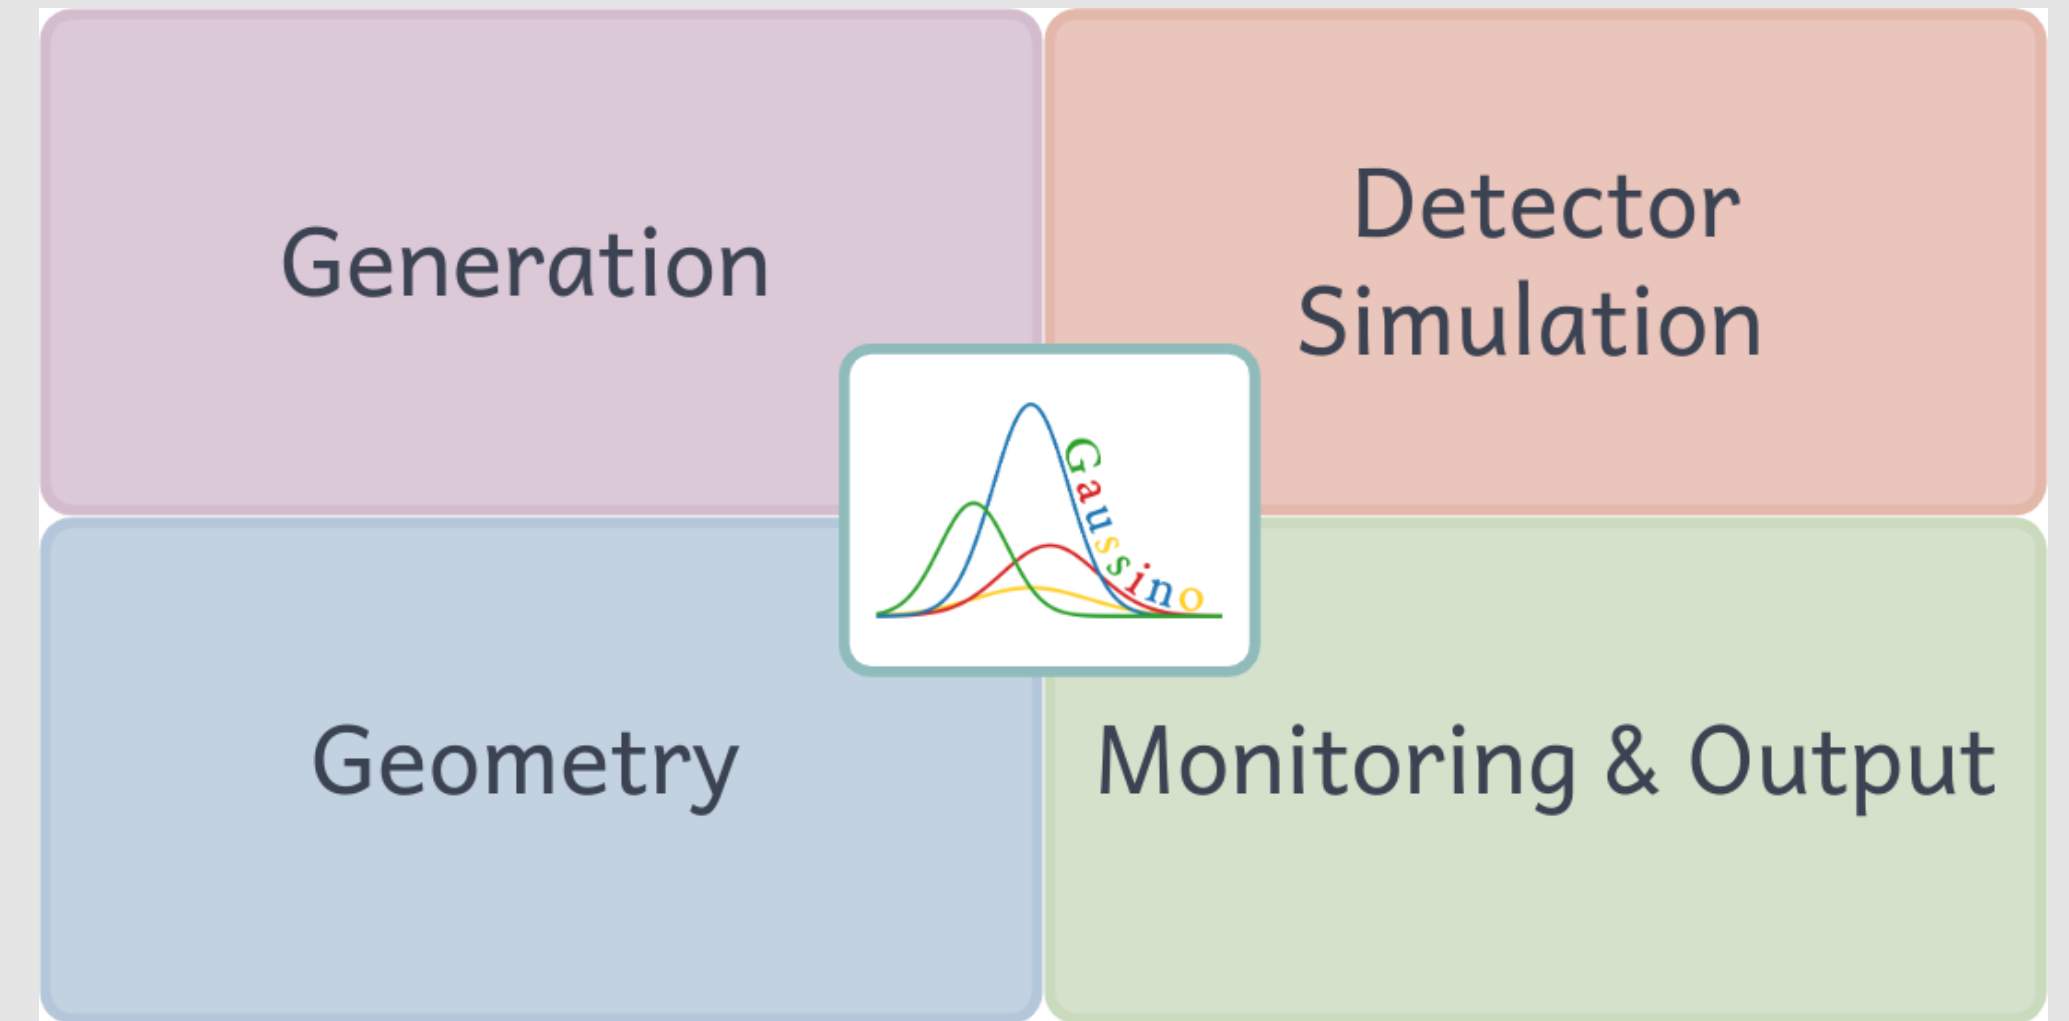 Generation
Detector
Simulation
Gaussino
Geometry
Monitoring & Output